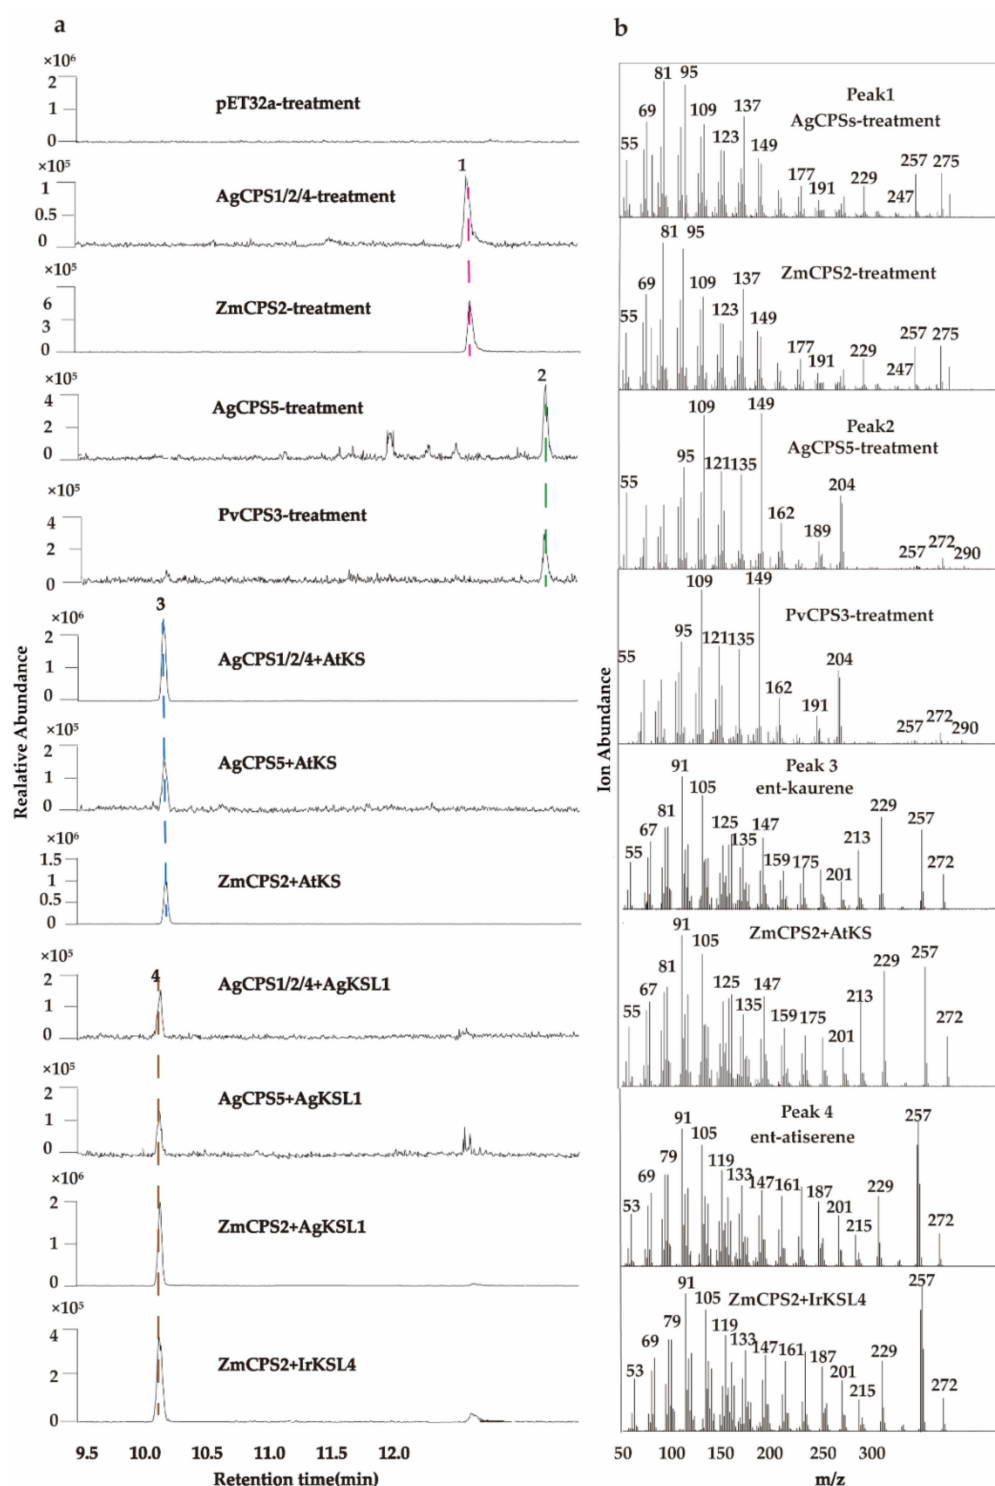 a
×10⁶
2
1
0
pET32a-treatment
×10⁵
1
0.5
0
AgCPS1/2/4-treatment
1
×10⁵
6
3
0
ZmCPS2-treatment
×10⁵
4
2
0
AgCPS5-treatment
2
×10⁵
4
2
0
PvCPS3-treatment
×10⁶
2
1
0
3
AgCPS1/2/4+AtKS
×10⁵
2
1
0
AgCPS5+AtKS
×10⁶
1.5
1.0
0.5
0
ZmCPS2+AtKS
×10⁵
2
1
0
4
AgCPS1/2/4+AgKSL1
×10⁵
2
1
0
AgCPS5+AgKSL1
×10⁶
2
1
0
ZmCPS2+AgKSL1
×10⁵
4
2
0
ZmCPS2+IrKSL4
9.5 10.0 10.5 11.0 11.5 12.0
Retention time(min)
Realative Abundance
b
Peak1
AgCPSs-treatment
55 69 81 95 109 123 137 149 177 191 229 247 257 275
ZmCPS2-treatment
55 69 81 95 109 123 137 149 177 191 229 247 257 275
Peak2
AgCPS5-treatment
55 95 109 121 135 149 162 189 204 257 272 290
PvCPS3-treatment
55 95 109 121 135 149 162 191 204 257 272 290
Peak 3
ent-kaurene
55 67 81 91 105 125 135 147 159 175 201 213 229 257 272
ZmCPS2+AtKS
55 67 81 91 105 125 135 147 159 175 201 213 229 257 272
Peak 4
ent-atiserene
53 69 79 91 105 119 133 147 161 187 201 215 229 257 272
ZmCPS2+IrKSL4
53 69 79 91 105 119 133 147 161 187 201 215 229 257 272
50 100 150 200 250 300
m/z
Ion Abundance